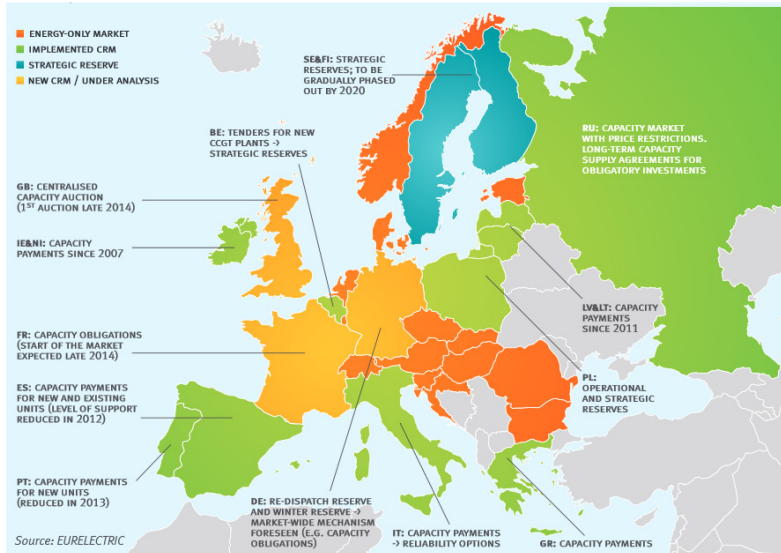 ENERGY-ONLY MARKET
IMPLEMENTED CRM
STRATEGIC RESERVE
NEW CRM / UNDER ANALYSIS
SE&FI: STRATEGIC
RESERVES; TO BE
GRADUALLY PHASED
OUT BY 2020
BE: TENDERS FOR NEW
CCGT PLANTS →
STRATEGIC RESERVES
RU: CAPACITY MARKET
WITH PRICE RESTRICTIONS.
LONG-TERM CAPACITY
SUPPLY AGREEMENTS FOR
OBLIGATORY INVESTMENTS
GB: CENTRALISED
CAPACITY AUCTION
(1ST AUCTION LATE 2014)
IE&NI: CAPACITY
PAYMENTS SINCE 2007
LV&LT: CAPACITY
PAYMENTS
SINCE 2011
FR: CAPACITY OBLIGATIONS
(START OF THE MARKET
EXPECTED LATE 2014)
PL:
OPERATIONAL
AND STRATEGIC
RESERVES
ES: CAPACITY PAYMENTS
FOR NEW AND EXISTING
UNITS (LEVEL OF SUPPORT
REDUCED IN 2012)
PT: CAPACITY PAYMENTS
FOR NEW UNITS
(REDUCED IN 2013)
DE: RE-DISPATCH RESERVE
AND WINTER RESERVE →
MARKET-WIDE MECHANISM
FORESEEN (E.G. CAPACITY
OBLIGATIONS)
IT: CAPACITY PAYMENTS
→ RELIABILITY OPTIONS
GR: CAPACITY PAYMENTS
Source: EURELECTRIC